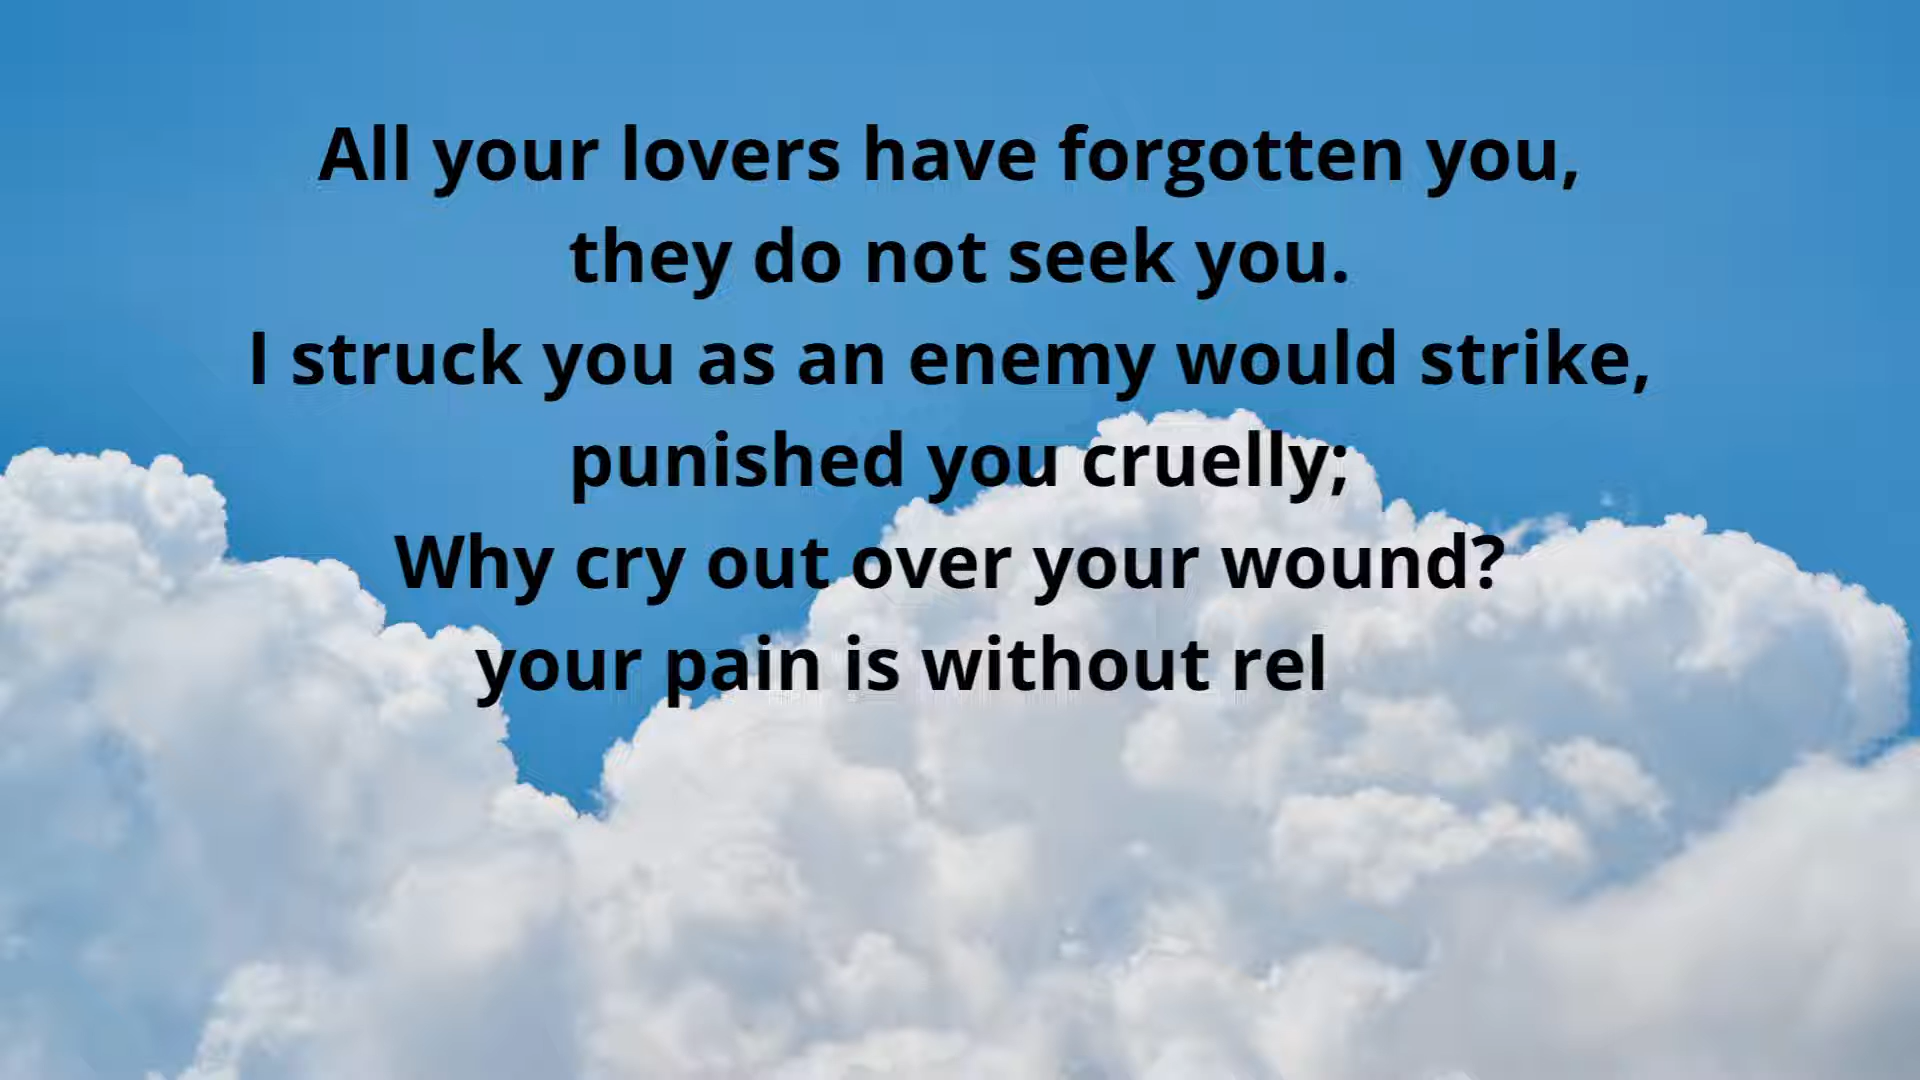 All your lovers have forgotten you,
they do not seek you.
I struck you as an enemy would strike,
punished you cruelly;
Why cry out over your wound?
your pain is without rel